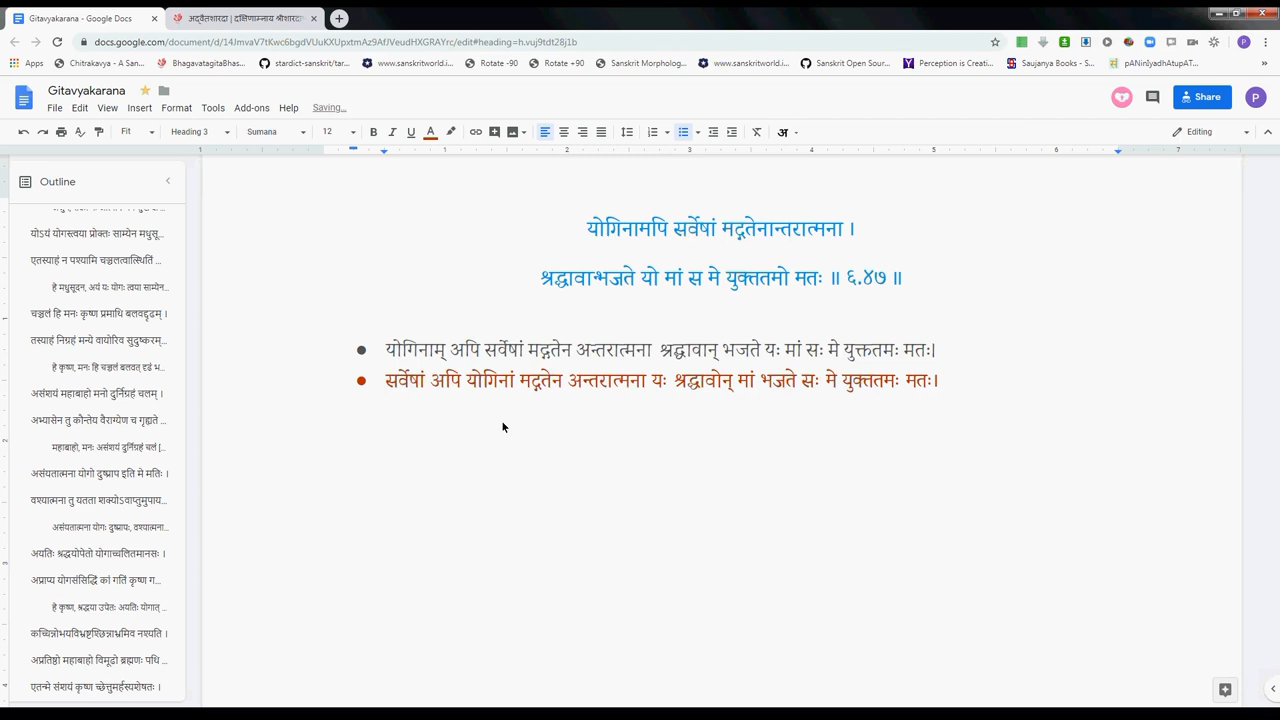 Gitavyakarana - Google Docs
अद्वैतशारदा | दक्षिणाम्नाय श्रीशारदा
docs.google.com/document/d/14JmvaV7tKwc6bgdVUuKXUpxtmAz9AfJVeudHXGRAYrc/edit#heading=h.vuj9tdt28j1b
Apps Chitrakavya - A San... BhagavatagitaBhas... stardict-sanskrit/tar... www.sanskritworld.i... Rotate -90 Rotate +90 Sanskrit Morpholog... www.sanskritworld.i... Sanskrit Open Sour... Perception is Creati... Saujanya Books - S... pANinIyadhAtupAT...
Gitavyakarana
File Edit View Insert Format Tools Add-ons Help Saving...
Share
P
Fit Heading 3 Sumana 12 B I U A अ Editing
1 1 2 3 4 5 6 7
Outline
योऽयं योगस्त्वया प्रोक्तः साम्येन मधुसू...
एतस्याहं न पश्यामि चञ्चलत्वात्स्थितिं ...
हे मधुसूदन, अयं यः योगः त्वया साम्येन...
चञ्चलं हि मनः कृष्ण प्रमाथि बलवद्दृढम् ।
तस्याहं निग्रहं मन्ये वायोरिव सुदुष्करम्...
हे कृष्ण, मनः हि चञ्चलं बलवत् दृढं भ...
असंशयं महाबाहो मनो दुर्निग्रहं चलम् ।
अभ्यासेन तु कौन्तेय वैराग्येण च गृह्यते ...
महाबाहो, मनः असंशयं दुर्निग्रहं चलं [...
असंयतात्मना योगो दुष्प्राप इति मे मतिः ।
वश्यात्मना तु यतता शक्योऽवाप्तुमुपाय...
असंयतात्मना योगः दुष्प्रापः, वश्यात्मना...
अयतिः श्रद्धयोपेतो योगाच्चलितमानसः ।
अप्राप्य योगसंसिद्धिं कां गतिं कृष्ण ग...
हे कृष्ण, श्रद्धया उपेतः अयतिः योगात् ...
कच्चिन्नोभयविभ्रष्टश्छिन्नाभ्रमिव नश्यति ।
अप्रतिष्ठो महाबाहो विमूढो ब्रह्मणः पथि ...
एतन्मे संशयं कृष्ण च्छेत्तुमर्हस्यशेषतः ।
योगिनामपि सर्वेषां मद्गतेनान्तरात्मना ।
श्रद्धावान्भजते यो मां स मे युक्ततमो मतः ॥ ६.४७ ॥
योगिनाम् अपि सर्वेषां मद्गतेन अन्तरात्मना श्रद्धावान् भजते यः मां सः मे युक्ततमः मतः।
सर्वेषां अपि योगिनां मद्गतेन अन्तरात्मना यः श्रद्धावोन् मां भजते सः मे युक्ततमः मतः।